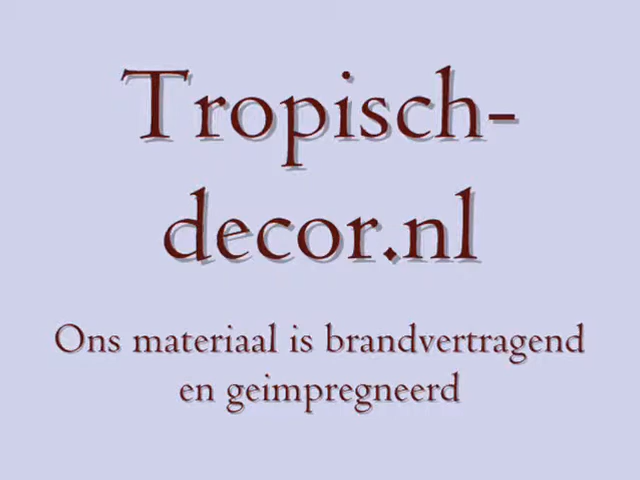 Tropisch-
decor.nl
Ons materiaal is brandvertragend
en geimpregneerd